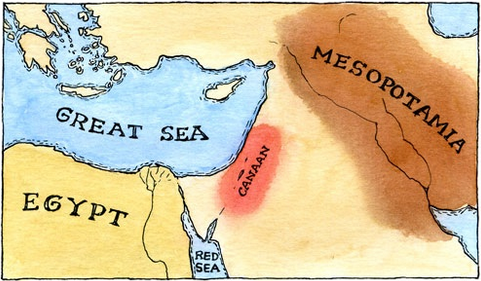 MESOPOTAMIA
GREAT SEA
CANAAN
EGYPT
RED
SEA